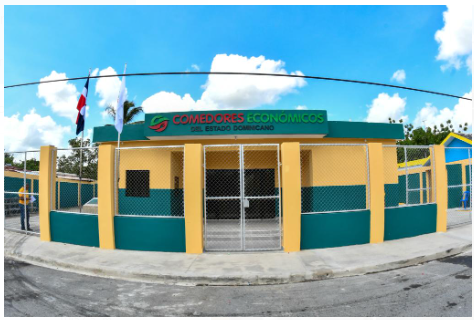 COMEDORES ECONÓMICOS
DEL ESTADO DOMINICANO